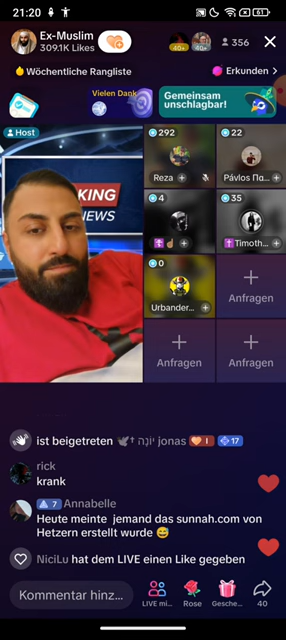 21:20
61
Ex-Muslim
309.1K Likes
40+
40+
356
Wöchentliche Rangliste
Erkunden >
Vielen Dank
Gemeinsam
unschlagbar!
Host
KING
NEWS
292
Reza
22
Pávlos Πα...
4
35
Timoth...
0
Urbander...
Anfragen
Anfragen
Anfragen
ist beigetreten 🕊️✝ יוֹנָה jonas I 17
rick
krank
7 Annabelle
Heute meinte jemand das sunnah.com von
Hetzern erstellt wurde 😅
NiciLu hat dem LIVE einen Like gegeben
Kommentar hinz...
LIVE mi...
Rose
Gesche...
40